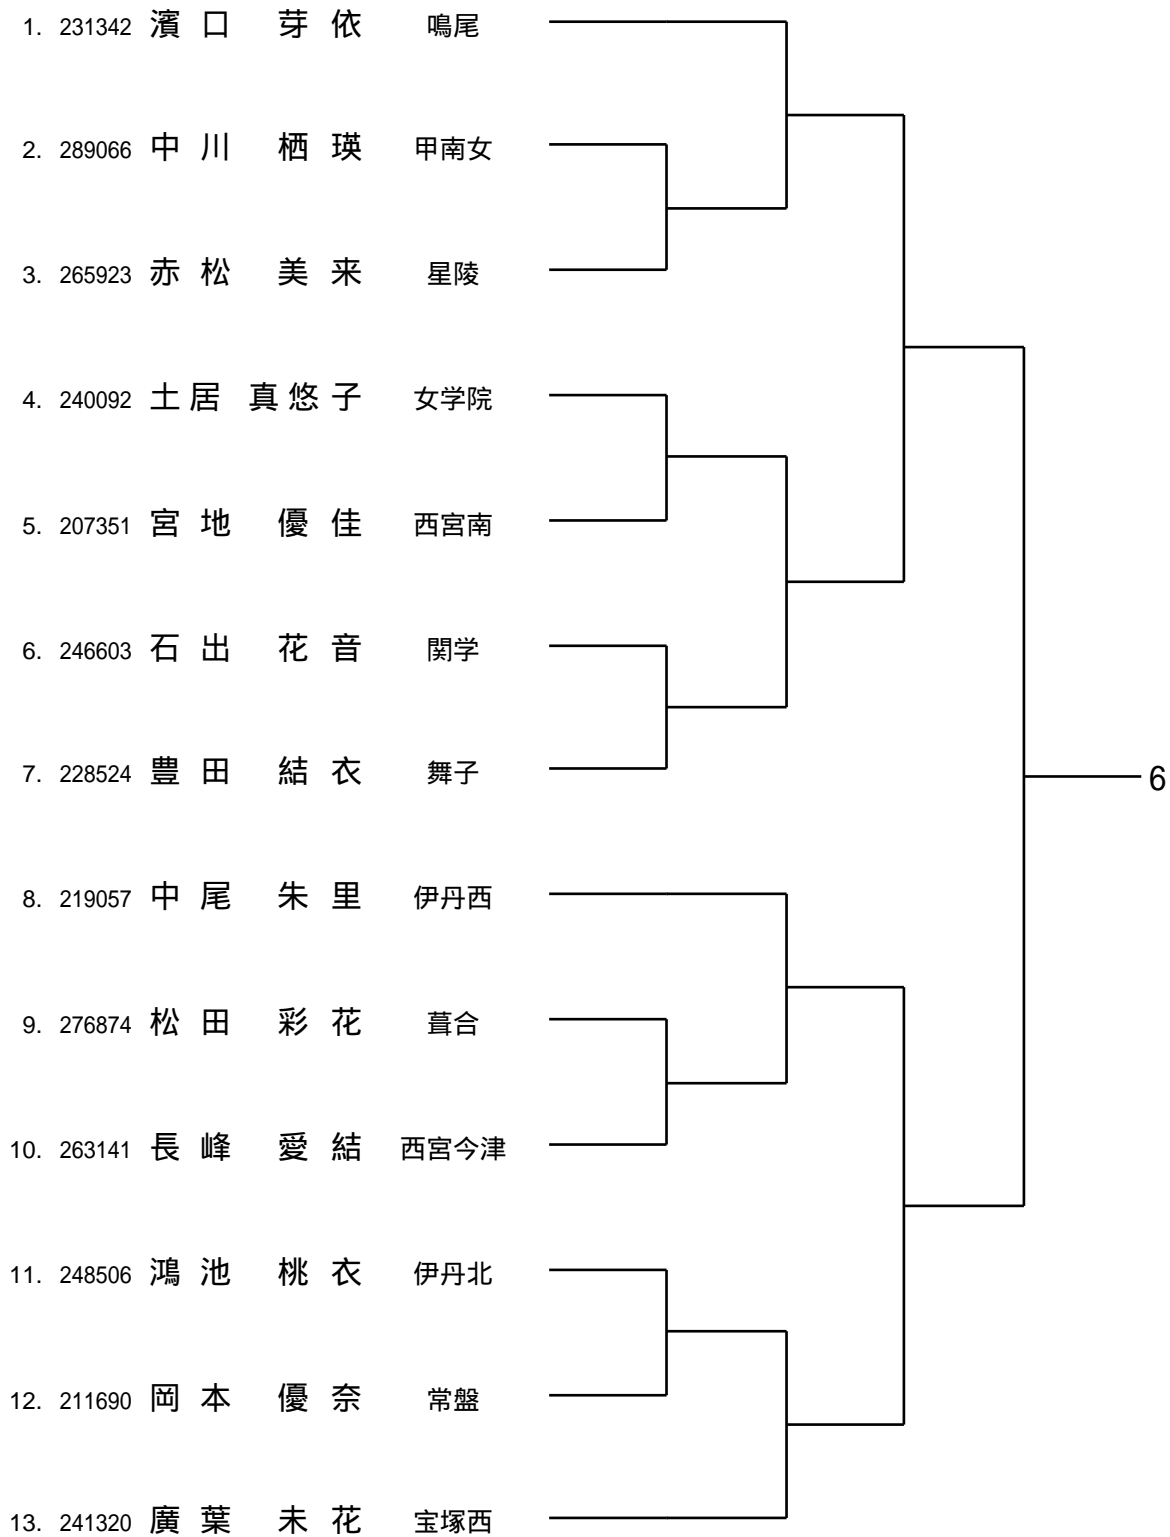 1. 231342 濱口 芽依 鳴尾
2. 289066 中川 栖瑛 甲南女
3. 265923 赤松 美来 星陵
4. 240092 土居 真悠子 女学院
5. 207351 宮地 優佳 西宮南
6. 246603 石出 花音 関学
7. 228524 豊田 結衣 舞子
6
8. 219057 中尾 朱里 伊丹西
9. 276874 松田 彩花 葺合
10. 263141 長峰 愛結 西宮今津
11. 248506 鴻池 桃衣 伊丹北
12. 211690 岡本 優奈 常盤
13. 241320 廣葉 未花 宝塚西